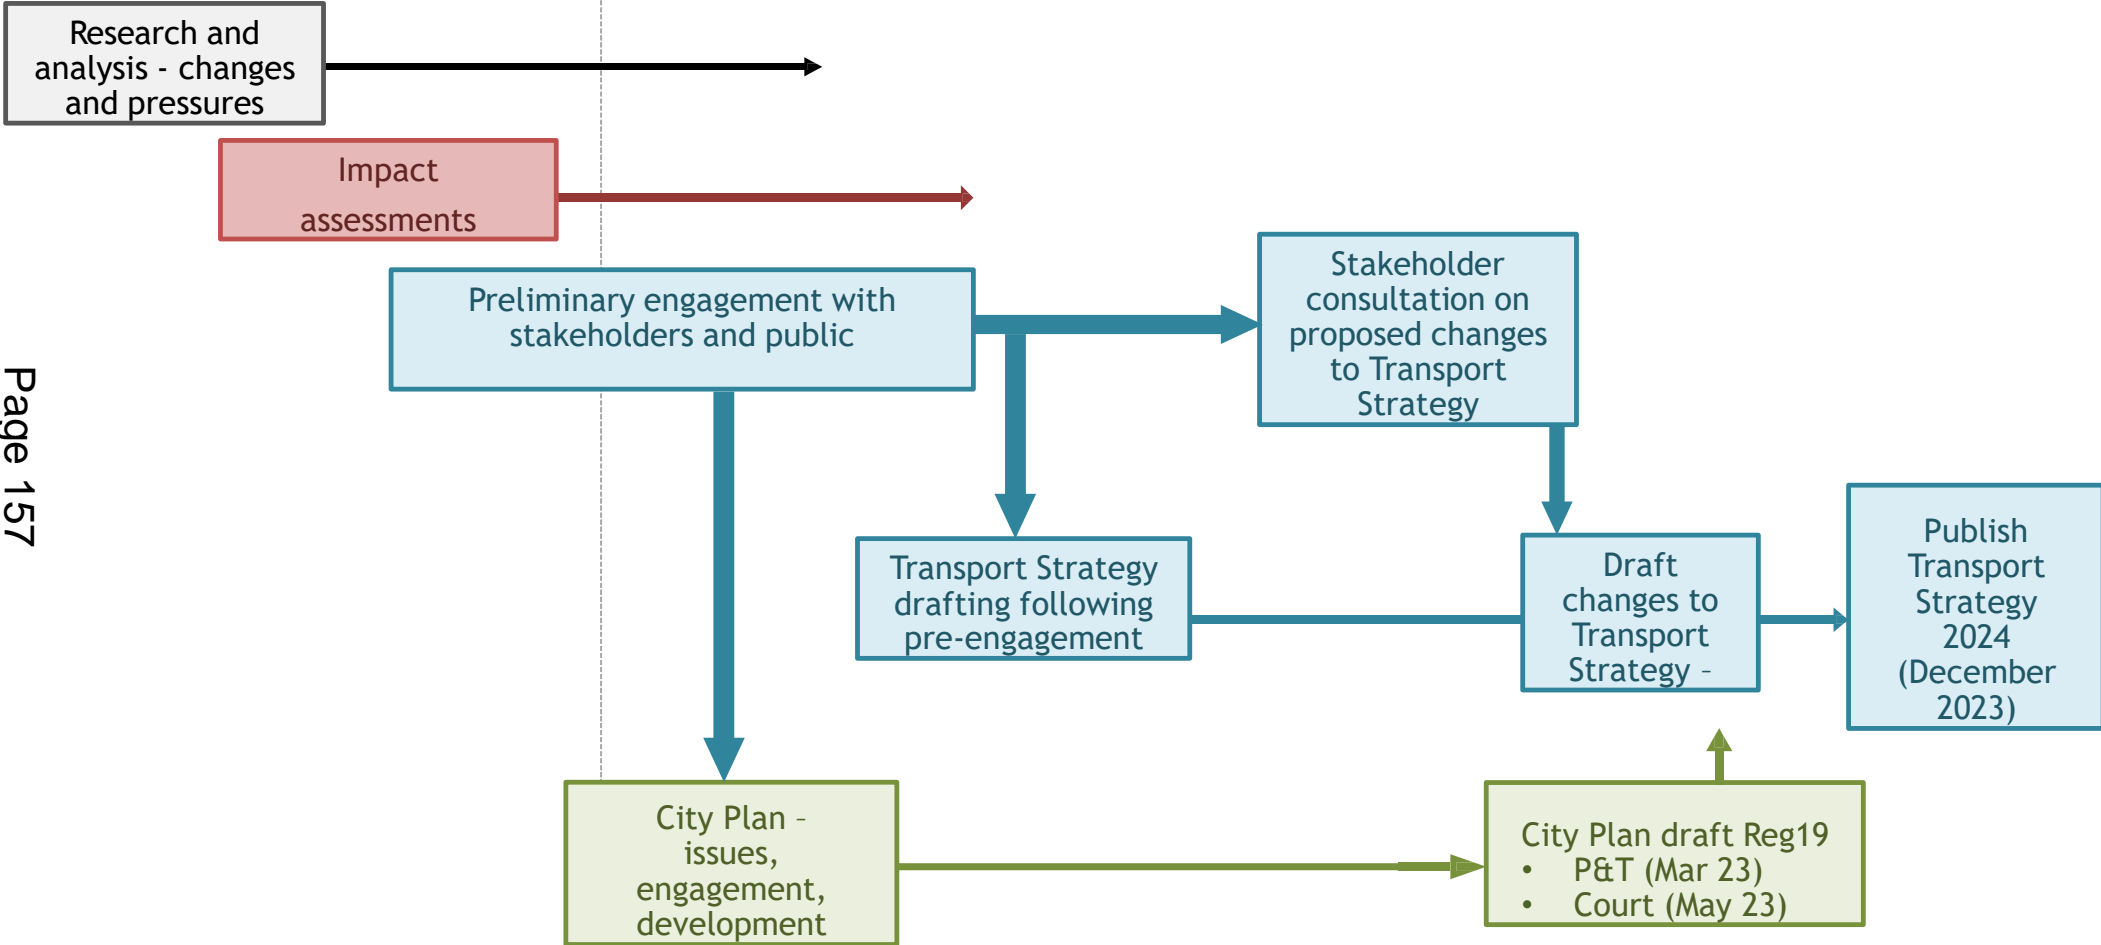 Research and
analysis - changes
and pressures
Impact
assessments
Preliminary engagement with
stakeholders and public
Stakeholder
consultation on
proposed changes
to Transport
Strategy
Page 157
Transport Strategy
drafting following
pre-engagement
Draft
changes to
Transport
Strategy –
Publish
Transport
Strategy
2024
(December
2023)
City Plan –
issues,
engagement,
development
City Plan draft Reg19
• P&T (Mar 23)
• Court (May 23)